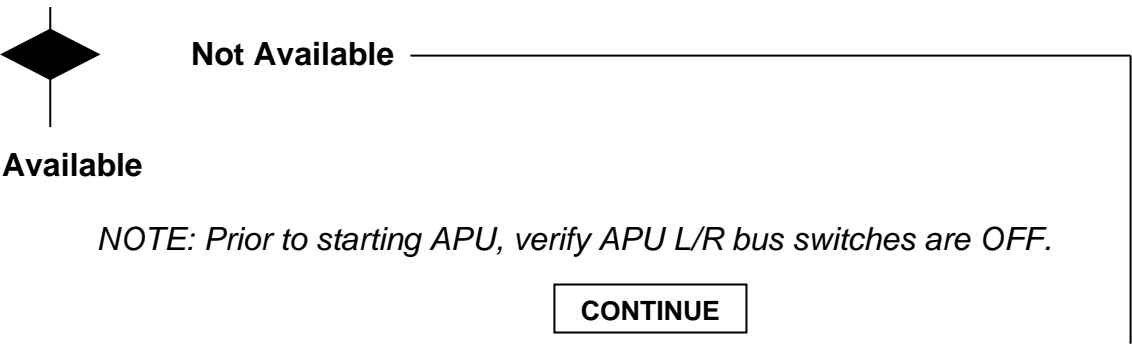 Not Available
Available
NOTE: Prior to starting APU, verify APU L/R bus switches are OFF.
CONTINUE